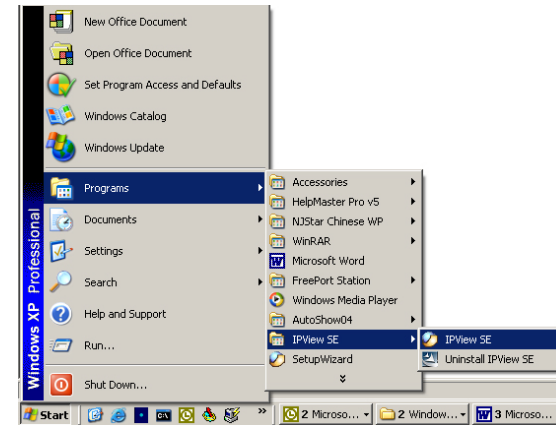 New Office Document
Open Office Document
Set Program Access and Defaults
Windows Catalog
Windows Update
Programs
Documents
Settings
Search
Help and Support
Run...
Shut Down...
Windows XP Professional
Accessories
HelpMaster Pro v5
NJStar Chinese WP
WinRAR
Microsoft Word
FreePort Station
Windows Media Player
AutoShow04
IPView SE
SetupWizard
IPView SE
Uninstall IPView SE
Start
»
2 Microso...
2 Window...
3 Microso...